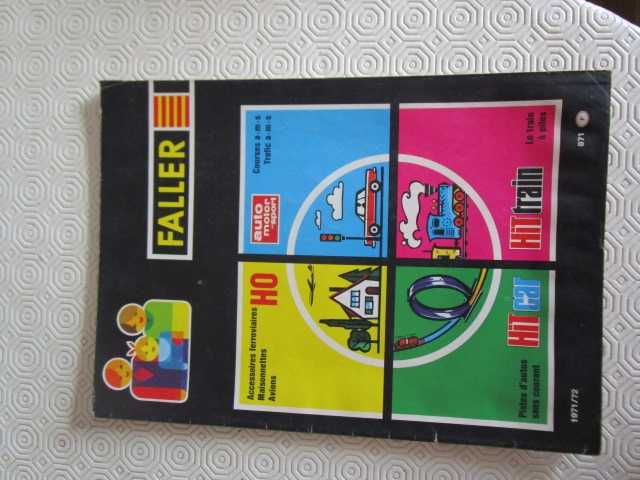 FALLER
Accessoires ferroviaires
Maisonnettes
Avions
HO
auto
motor
sport
Courses a-m-s
Trafic a-m-s
Pistes d'autos
sans courant
HiT car
Hit train
Le train
à piles
1971/72
871 F